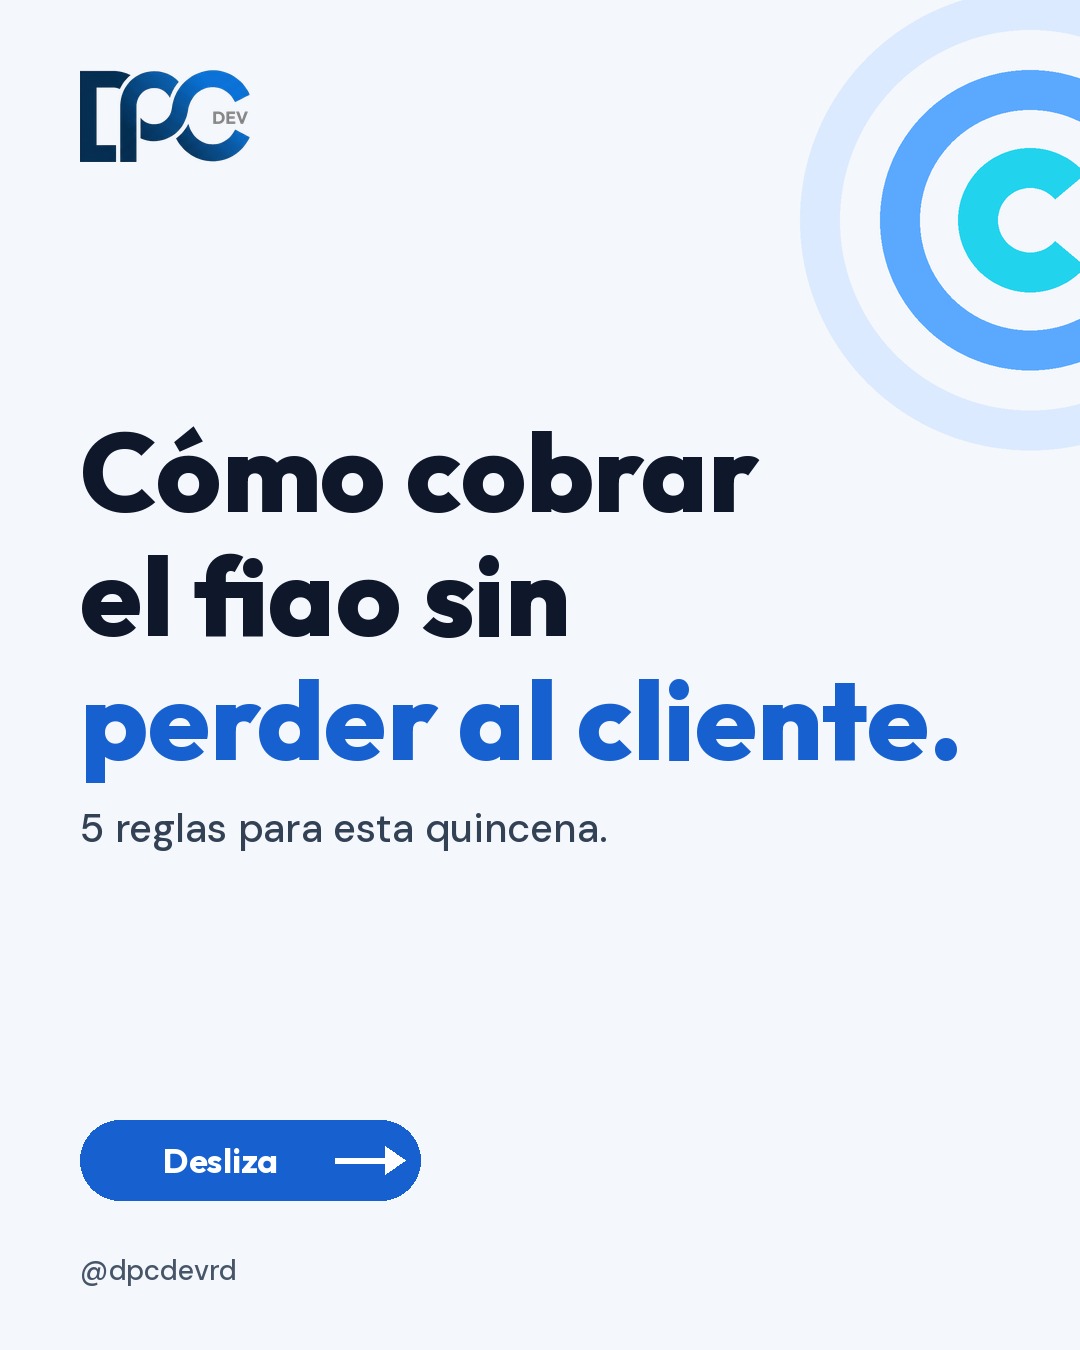 DPC
DEV
Cómo cobrar
el fiao sin
perder al cliente.
5 reglas para esta quincena.
Desliza
@dpcdevrd